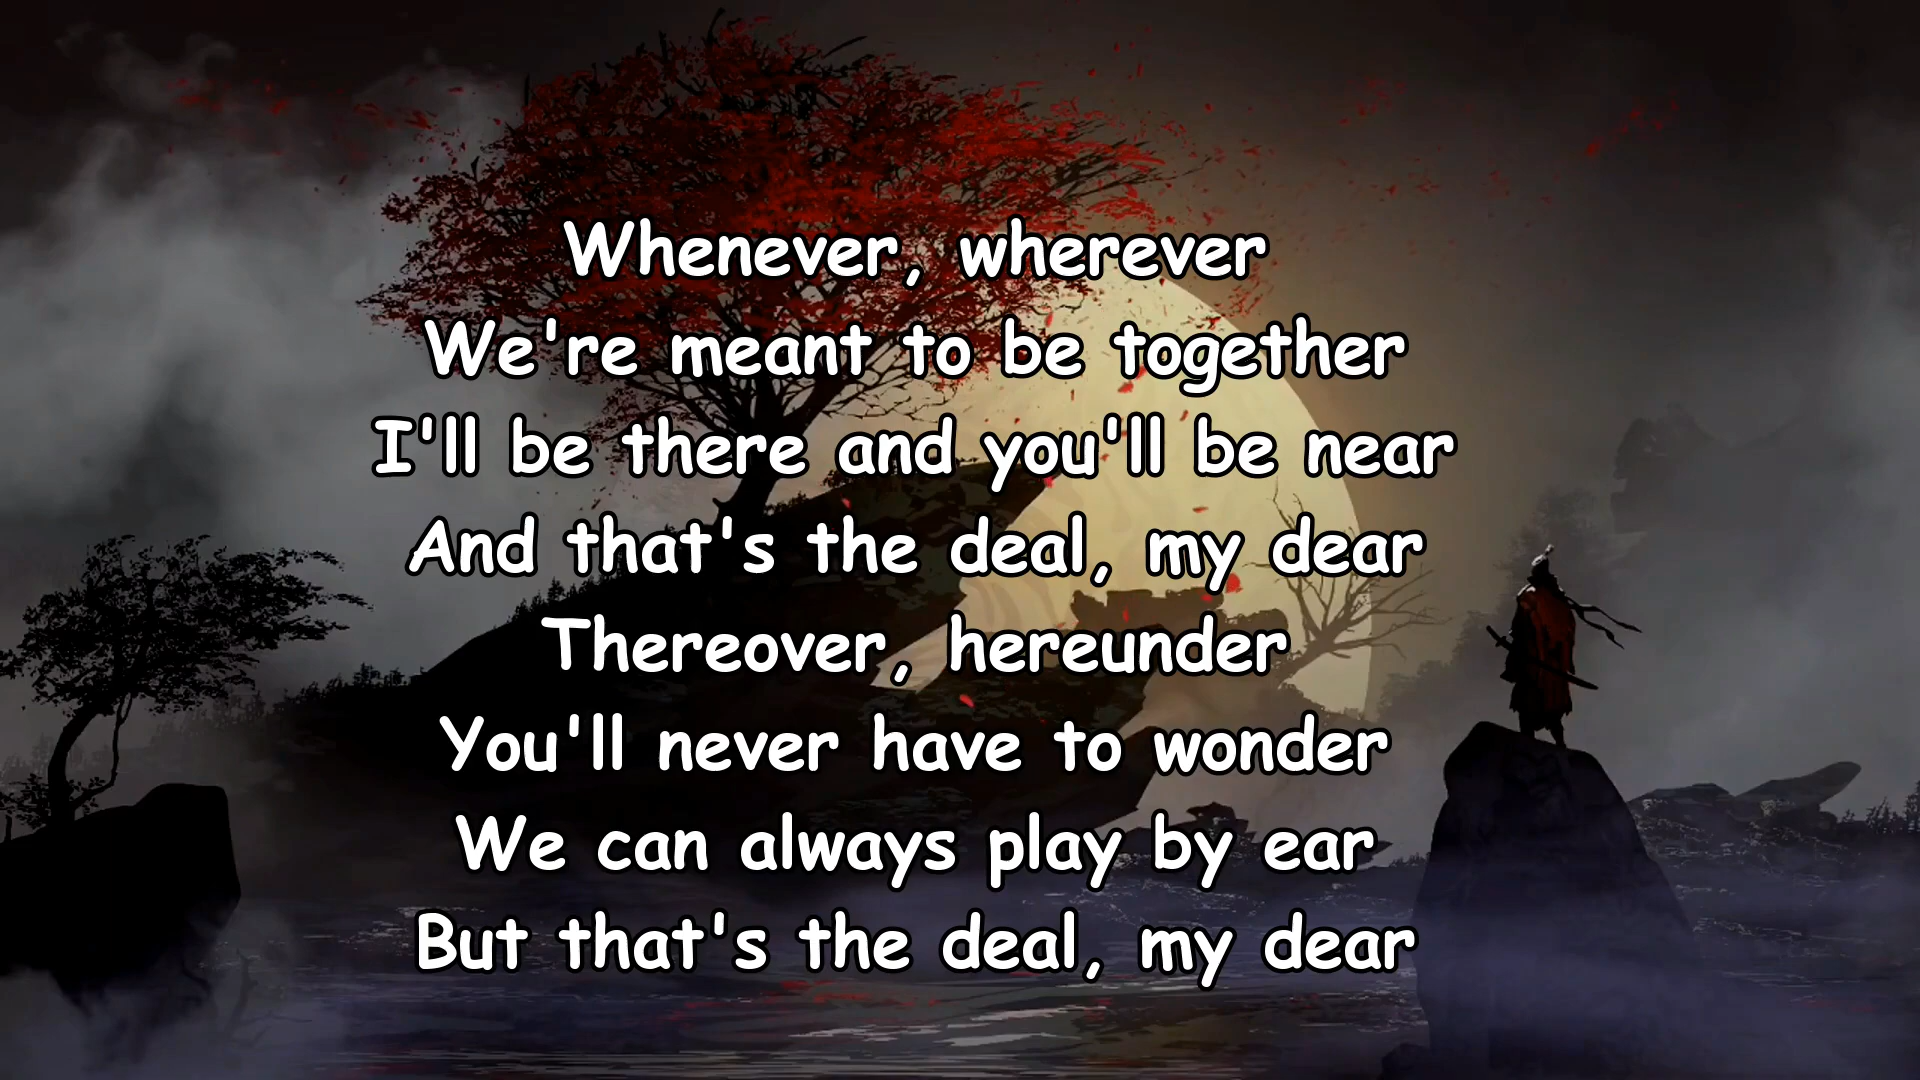 Whenever, wherever
We're meant to be together
I'll be there and you'll be near
And that's the deal, my dear
Thereover, hereunder
You'll never have to wonder
We can always play by ear
But that's the deal, my dear